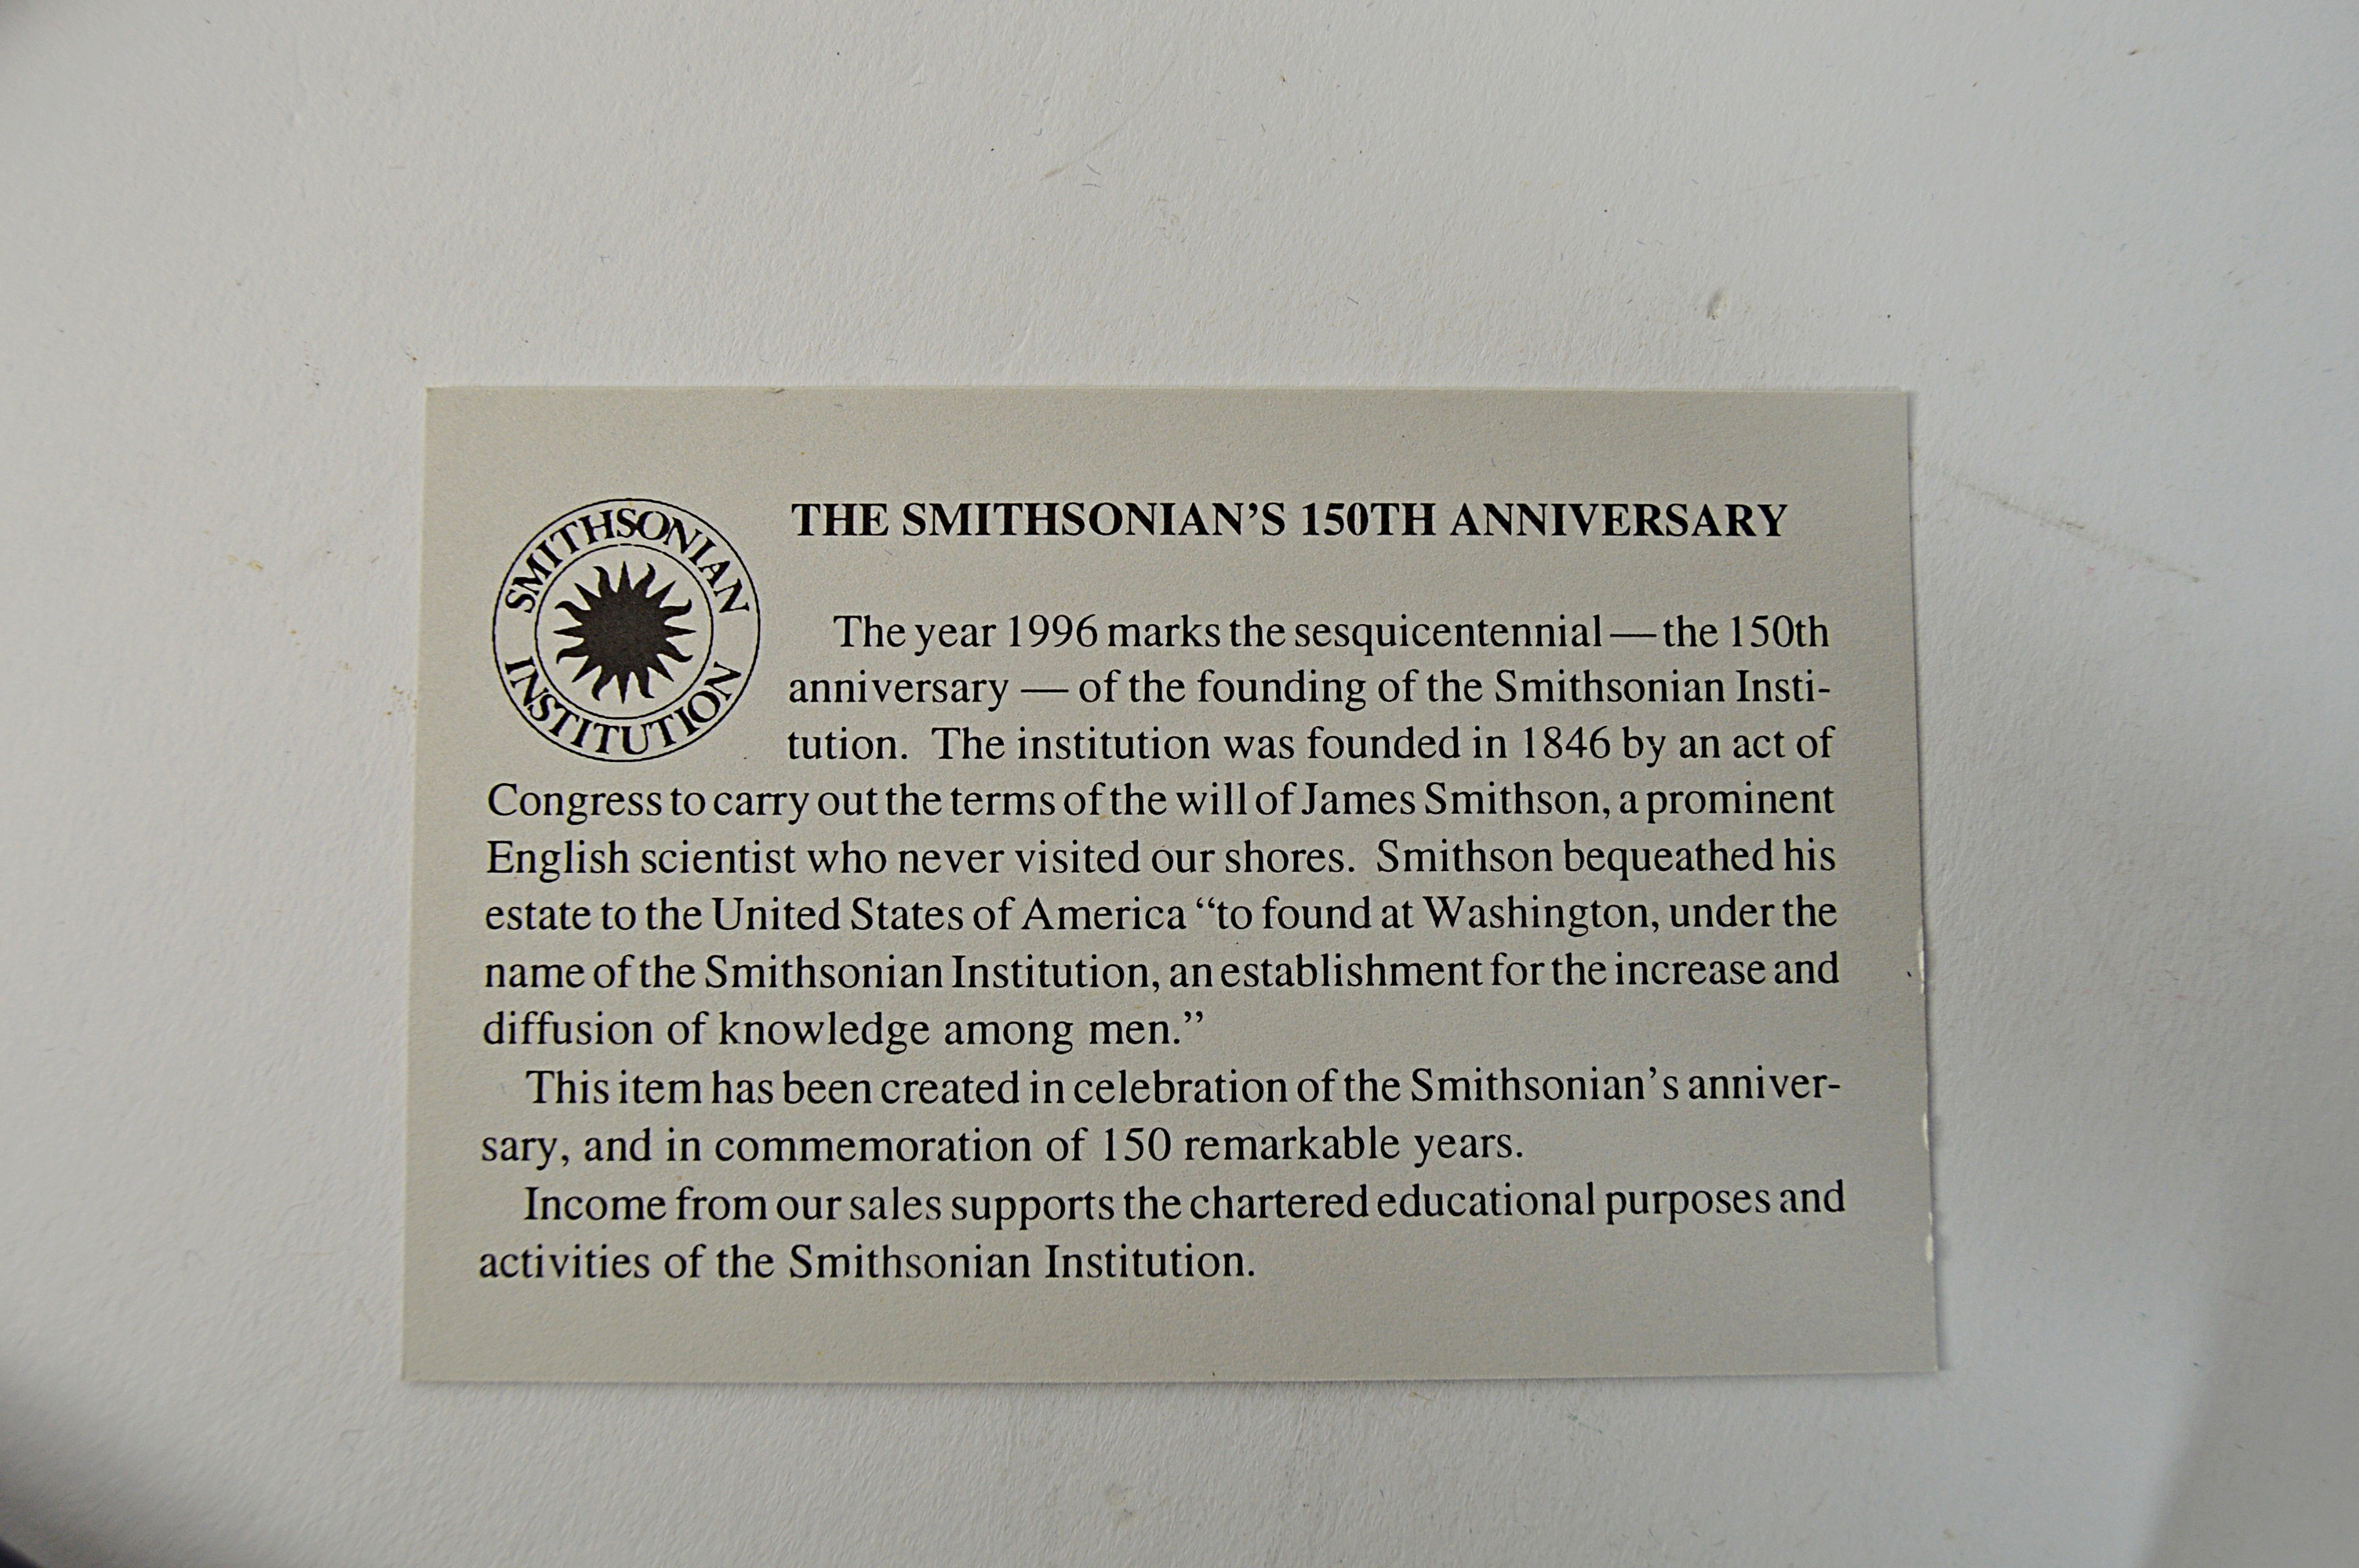 SMITHSONIAN
INSTITUTION
THE SMITHSONIAN'S 150TH ANNIVERSARY
The year 1996 marks the sesquicentennial — the 150th
anniversary — of the founding of the Smithsonian Insti-
tution. The institution was founded in 1846 by an act of
Congress to carry out the terms of the will of James Smithson, a prominent
English scientist who never visited our shores. Smithson bequeathed his
estate to the United States of America “to found at Washington, under the
name of the Smithsonian Institution, an establishment for the increase and
diffusion of knowledge among men.”
This item has been created in celebration of the Smithsonian's anniver-
sary, and in commemoration of 150 remarkable years.
Income from our sales supports the chartered educational purposes and
activities of the Smithsonian Institution.